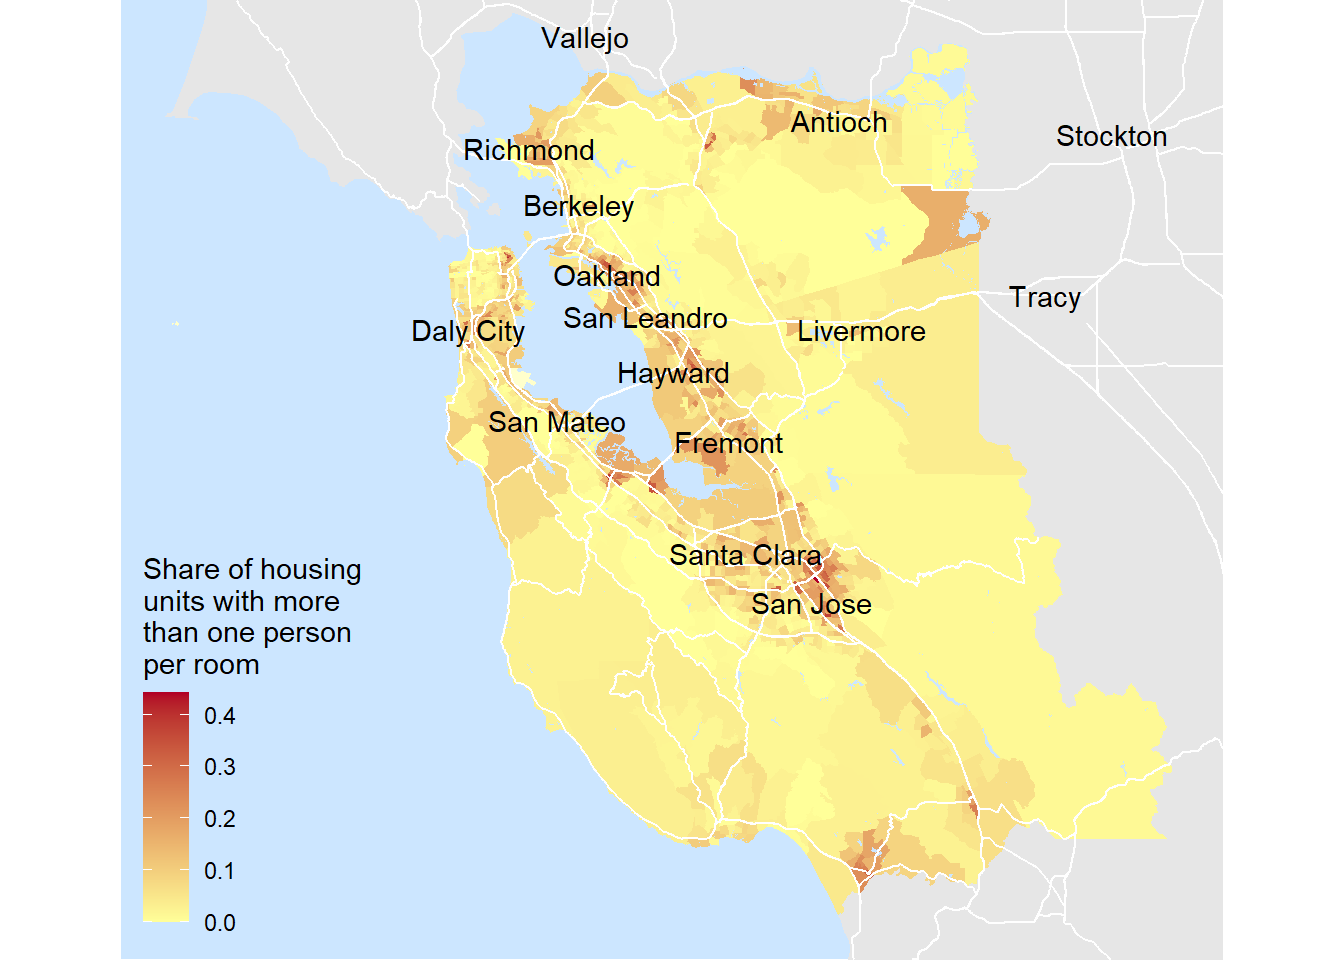 Vallejo
Antioch
Stockton
Richmond
Berkeley
Oakland
Tracy
San Leandro
Daly City
Livermore
Hayward
San Mateo
Fremont
Santa Clara
San Jose
Share of housing
units with more
than one person
per room
0.4
0.3
0.2
0.1
0.0